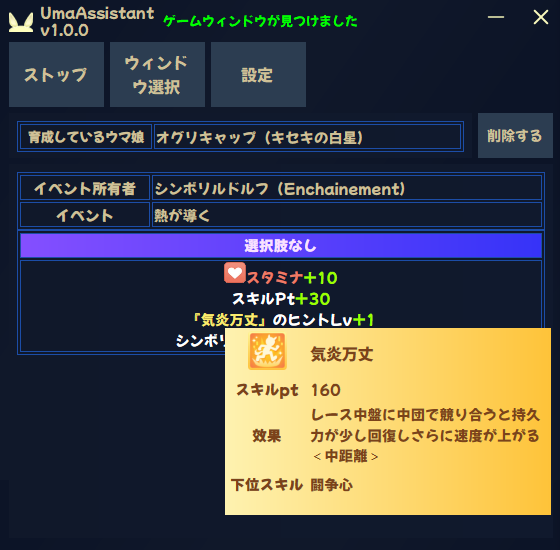 UmaAssistant
v1.0.0
ゲームウィンドウが見つけました
ストップ
ウィンド
ウ選択
設定
育成しているウマ娘 オグリキャップ（キセキの白星）
削除する
イベント所有者 シンボリルドルフ（Enchainement）
イベント 熱が導く
選択肢なし
スタミナ+10
スキルPt+30
『気炎万丈』のヒントLv+1
シンボリ
気炎万丈
スキルpt 160
効果
レース中盤に中団で競り合うと持久
力が少し回復しさらに速度が上がる
＜中距離＞
下位スキル 闘争心